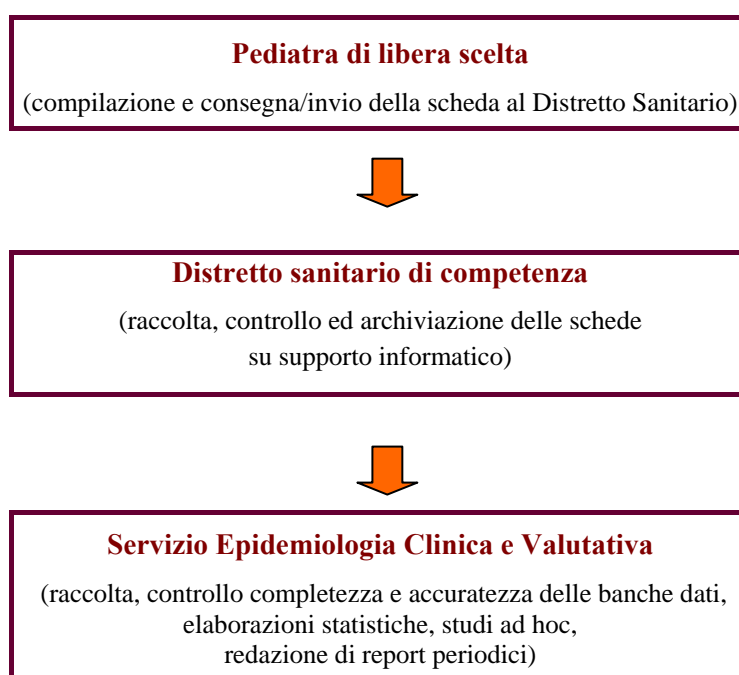 Pediatra di libera scelta
(compilazione e consegna/invio della scheda al Distretto Sanitario)
Distretto sanitario di competenza
(raccolta, controllo ed archiviazione delle schede
su supporto informatico)
Servizio Epidemiologia Clinica e Valutativa
(raccolta, controllo completezza e accuratezza delle banche dati,
elaborazioni statistiche, studi ad hoc,
redazione di report periodici)